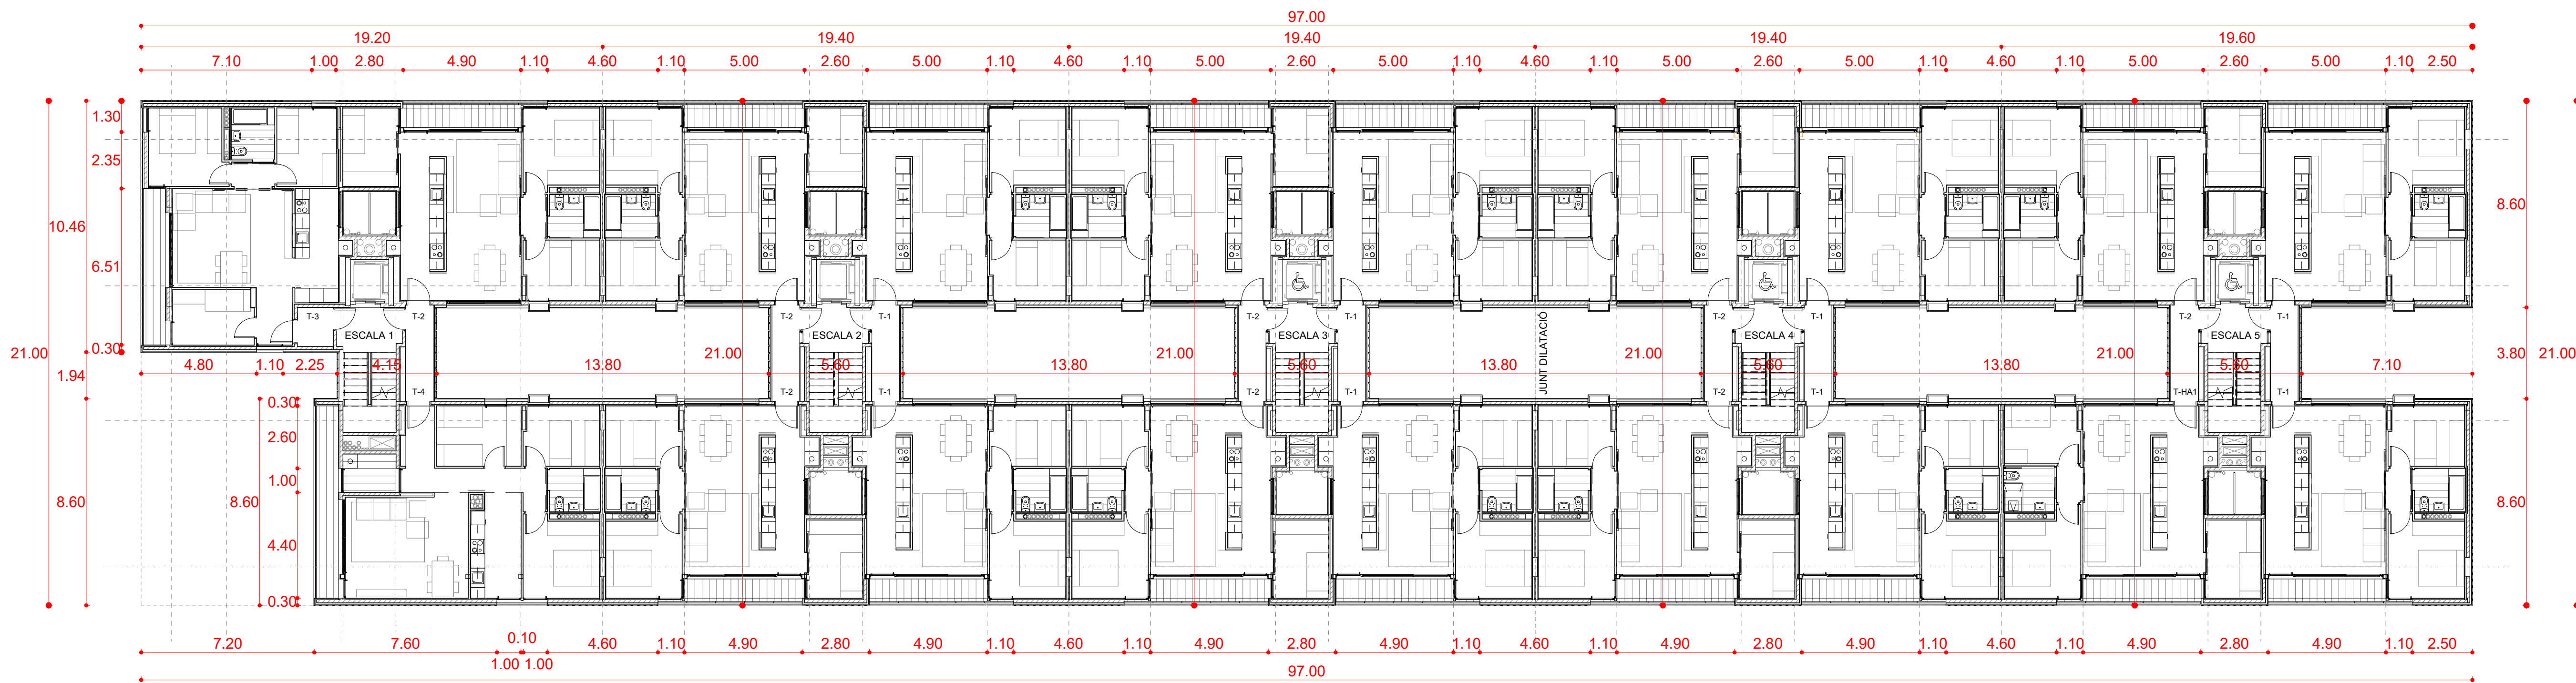 97.00
19.20 19.40 19.40 19.40 19.60
7.10 1.00 2.80 4.90 1.10 4.60 1.10 5.00 2.60 5.00 1.10 4.60 1.10 5.00 2.60 5.00 1.10 4.60 1.10 5.00 2.60 5.00 1.10 4.60 1.10 5.00 2.60 5.00 1.10 2.50
1.30
2.35
8.60
10.46
6.51
T-3 T-2 T-2 T-1 T-2 T-1 T-2 T-1 T-2 T-1
ESCALA 1 ESCALA 2 ESCALA 3 JUNT DILATACIÓ ESCALA 4 ESCALA 5
21.00 0.30 21.00 21.00 21.00 21.00 3.80 21.00
1.94 4.80 1.10 2.25 4.15 13.80 5.60 13.80 5.60 13.80 5.60 13.80 5.60 7.10
T-4 T-2 T-1 T-2 T-1 T-2 T-1 T-HA1 T-1
0.30
2.60
1.00
8.60 8.60 8.60
4.40
0.30
7.20 7.60 0.10 4.60 1.10 4.90 2.80 4.90 1.10 4.60 1.10 4.90 2.80 4.90 1.10 4.60 1.10 4.90 2.80 4.90 1.10 4.60 1.10 4.90 2.80 4.90 1.10 2.50
1.00 1.00
97.00